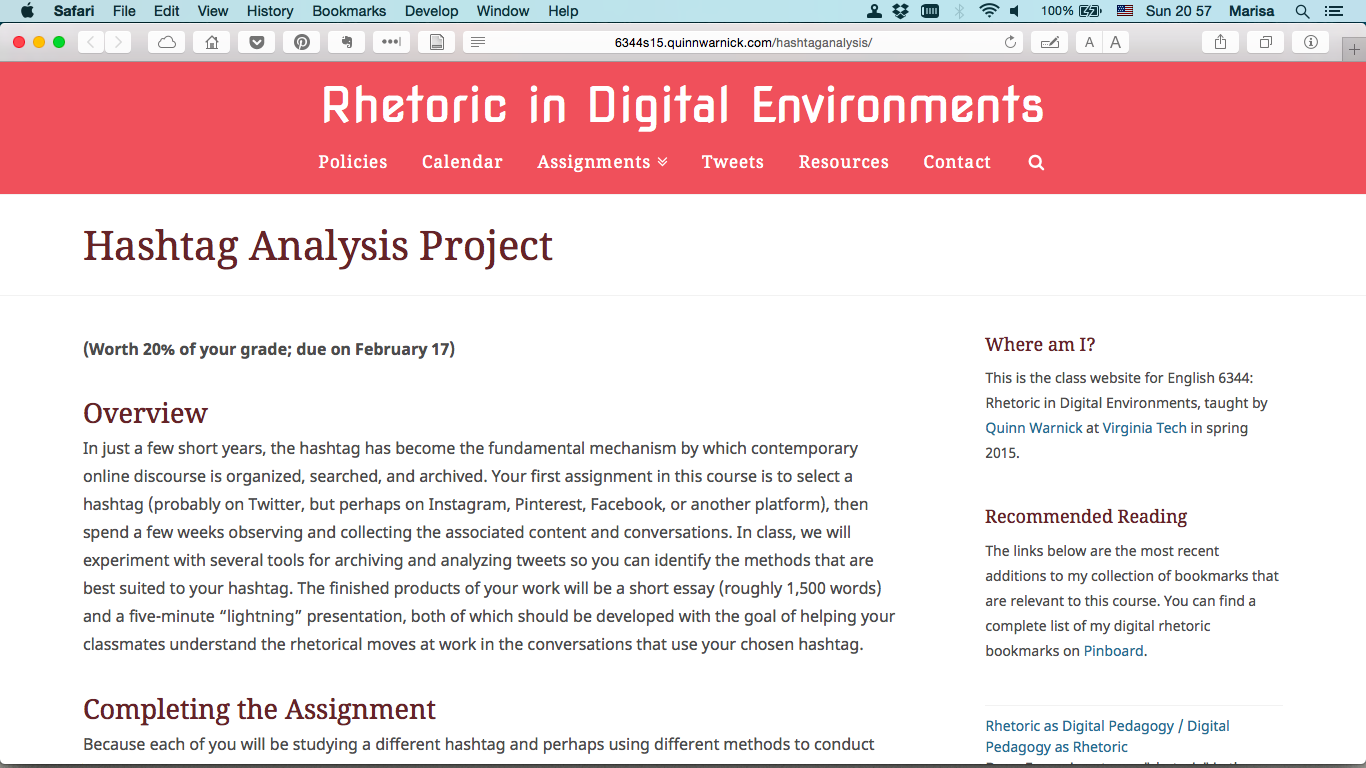 Safari File Edit View History Bookmarks Develop Window Help 100% Sun 20 57 Marisa
6344s15.quinnwarnick.com/hashtaganalysis/ A A
Rhetoric in Digital Environments
Policies Calendar Assignments Tweets Resources Contact
Hashtag Analysis Project
(Worth 20% of your grade; due on February 17)
Overview
In just a few short years, the hashtag has become the fundamental mechanism by which contemporary
online discourse is organized, searched, and archived. Your first assignment in this course is to select a
hashtag (probably on Twitter, but perhaps on Instagram, Pinterest, Facebook, or another platform), then
spend a few weeks observing and collecting the associated content and conversations. In class, we will
experiment with several tools for archiving and analyzing tweets so you can identify the methods that are
best suited to your hashtag. The finished products of your work will be a short essay (roughly 1,500 words)
and a five-minute “lightning” presentation, both of which should be developed with the goal of helping your
classmates understand the rhetorical moves at work in the conversations that use your chosen hashtag.
Completing the Assignment
Because each of you will be studying a different hashtag and perhaps using different methods to conduct
Where am I?
This is the class website for English 6344:
Rhetoric in Digital Environments, taught by
Quinn Warnick at Virginia Tech in spring
2015.
Recommended Reading
The links below are the most recent
additions to my collection of bookmarks that
are relevant to this course. You can find a
complete list of my digital rhetoric
bookmarks on Pinboard.
Rhetoric as Digital Pedagogy / Digital
Pedagogy as Rhetoric